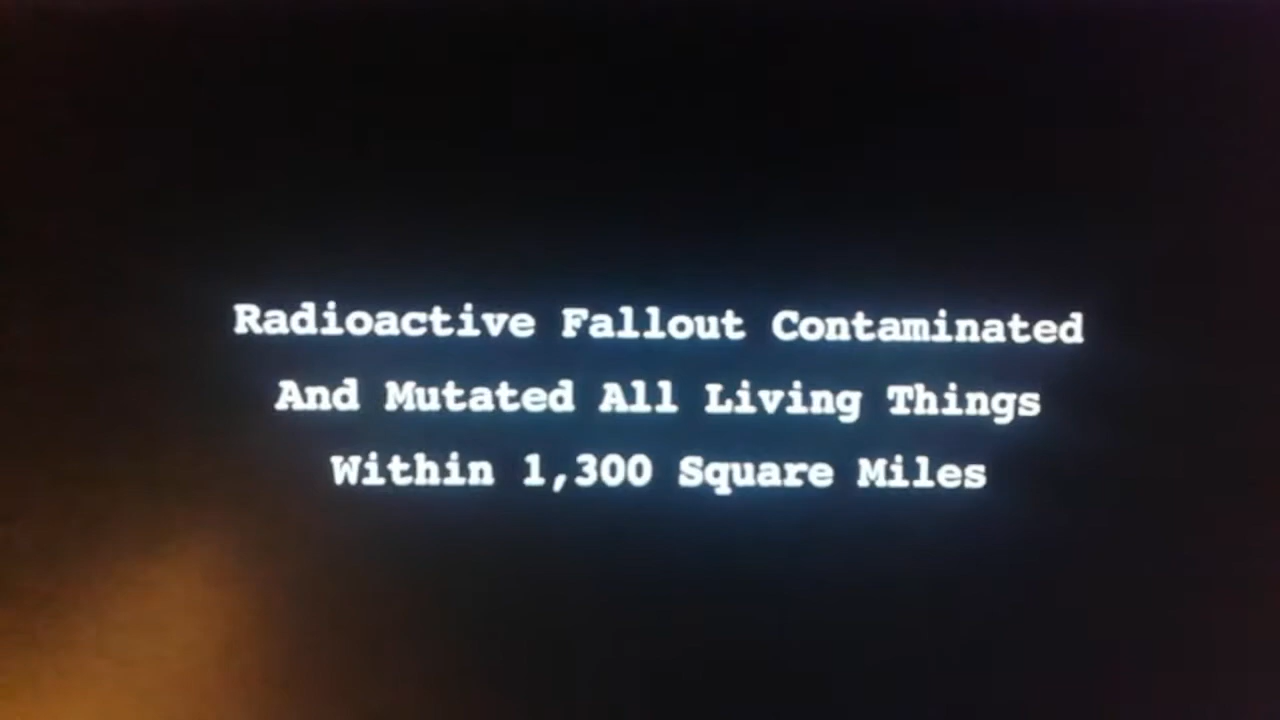 Radioactive Fallout Contaminated
And Mutated All Living Things
Within 1,300 Square Miles